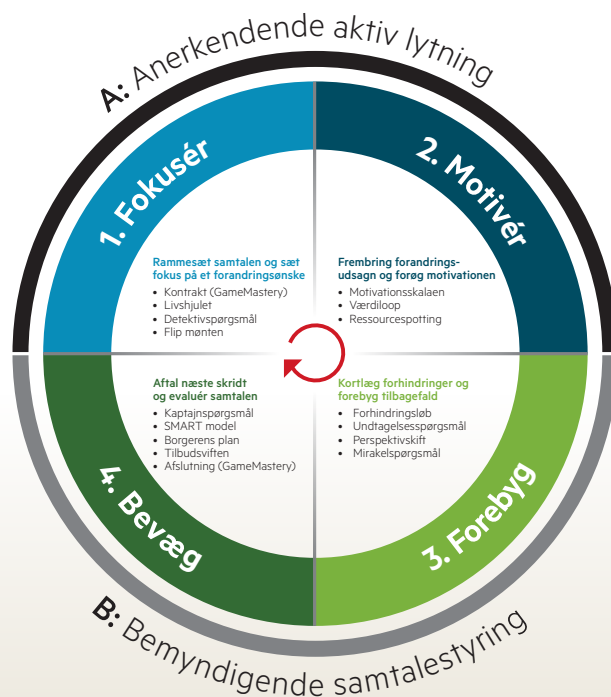 A: Anerkendende aktiv lytning
1. Fokusér
2. Motivér
Rammesæt samtalen og sæt
fokus på et forandringsønske
• Kontrakt (GameMastery)
• Livshjulet
• Detektivspørgsmål
• Flip mønten
Frembring forandrings-
udsagn og forøg motivationen
• Motivationsskalaen
• Værdiloop
• Ressourcespotting
Aftal næste skridt
og evaluér samtalen
• Kaptajnspørgsmål
• SMART model
• Borgerens plan
• Tilbudsviften
• Afslutning (GameMastery)
Kortlæg forhindringer og
forebyg tilbagefald
• Forhindringsløb
• Undtagelsesspørgsmål
• Perspektivskift
• Mirakelspørgsmål
4. Bevæg
3. Forebyg
B: Bemyndigende samtalestyring